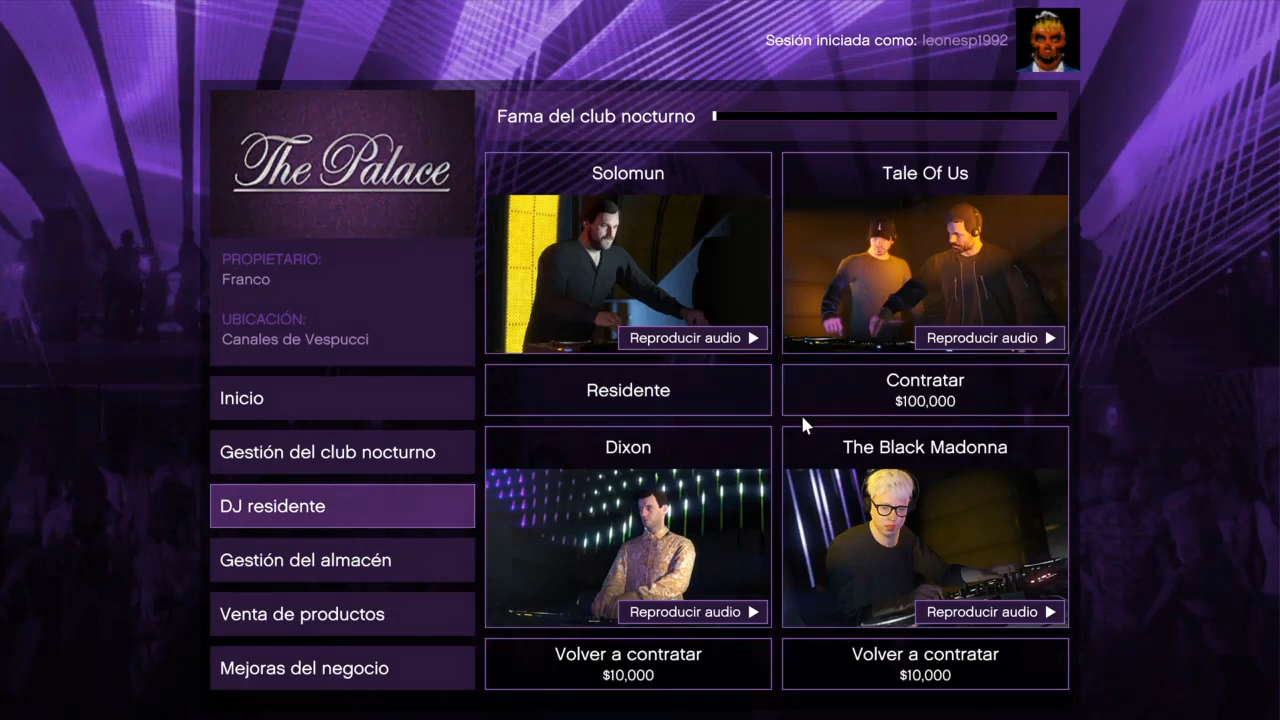 Sesión iniciada como: leonesp1992
The Palace
PROPIETARIO:
Franco
UBICACIÓN:
Canales de Vespucci
Inicio
Gestión del club nocturno
DJ residente
Gestión del almacén
Venta de productos
Mejoras del negocio
Fama del club nocturno
Solomun
Reproducir audio
Residente
Tale Of Us
Reproducir audio
Contratar
$100,000
Dixon
Reproducir audio
Volver a contratar
$10,000
The Black Madonna
Reproducir audio
Volver a contratar
$10,000